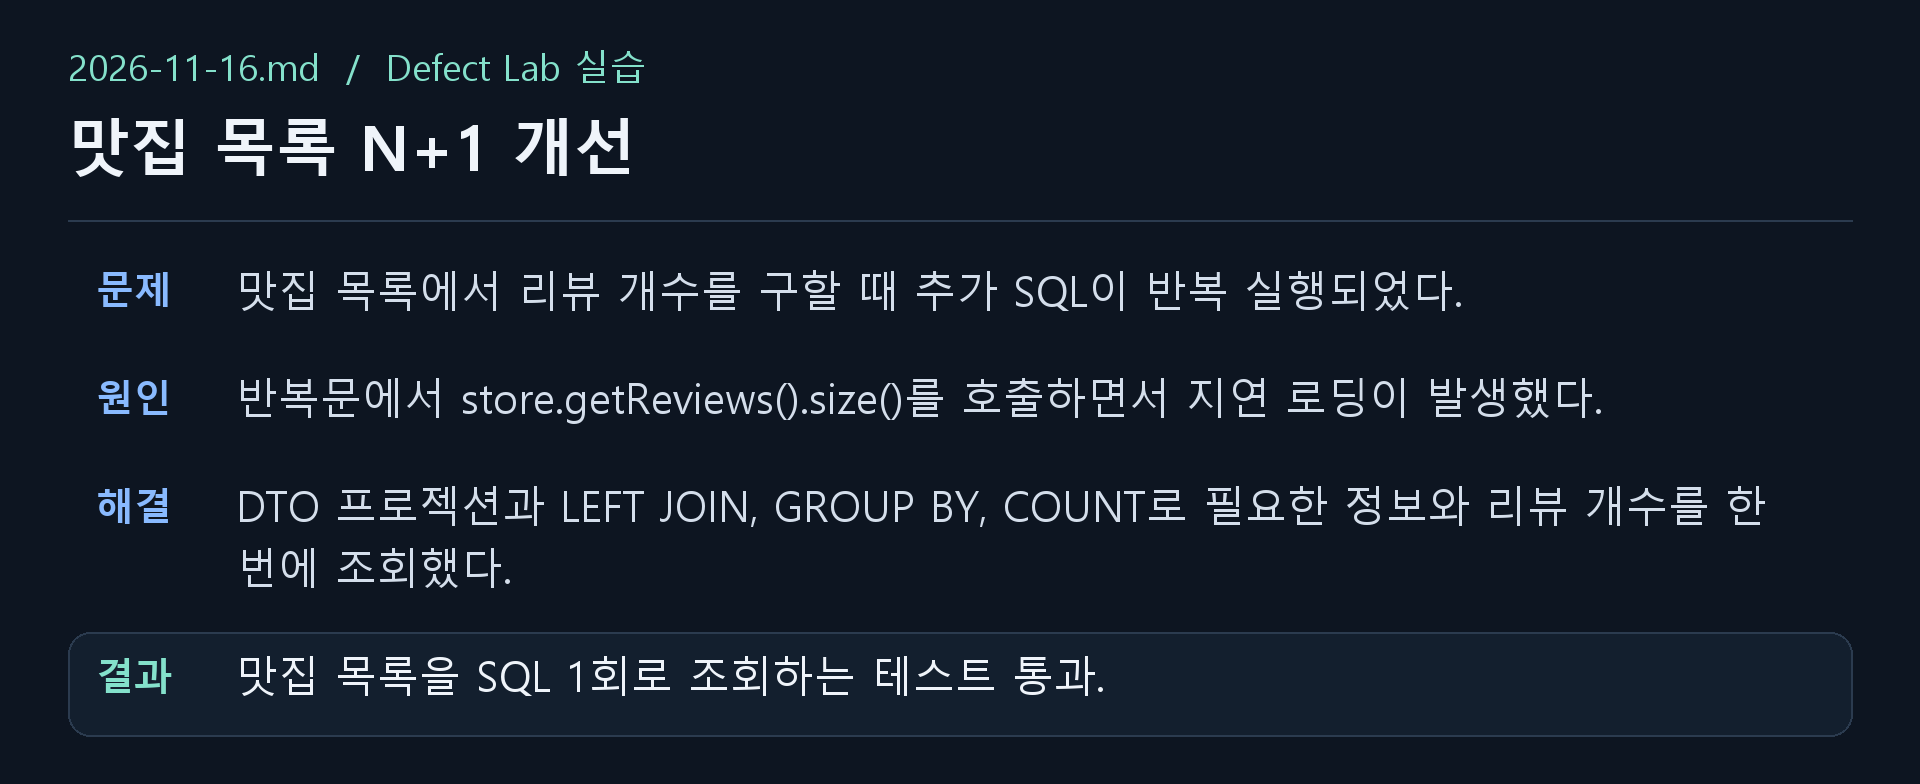 2026-11-16.md / Defect Lab 실습
맛집 목록 N+1 개선
문제 맛집 목록에서 리뷰 개수를 구할 때 추가 SQL이 반복 실행되었다.
원인 반복문에서 store.getReviews().size()를 호출하면서 지연 로딩이 발생했다.
해결 DTO 프로젝션과 LEFT JOIN, GROUP BY, COUNT로 필요한 정보와 리뷰 개수를 한
번에 조회했다.
결과 맛집 목록을 SQL 1회로 조회하는 테스트 통과.